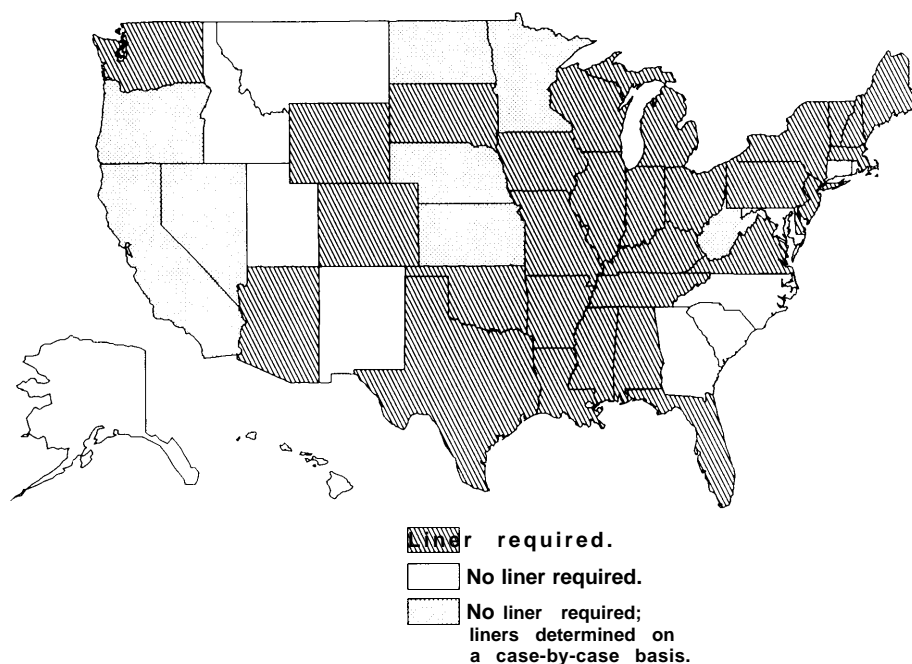 Liner required.
No liner required.
No liner required;
liners determined on
a case-by-case basis.